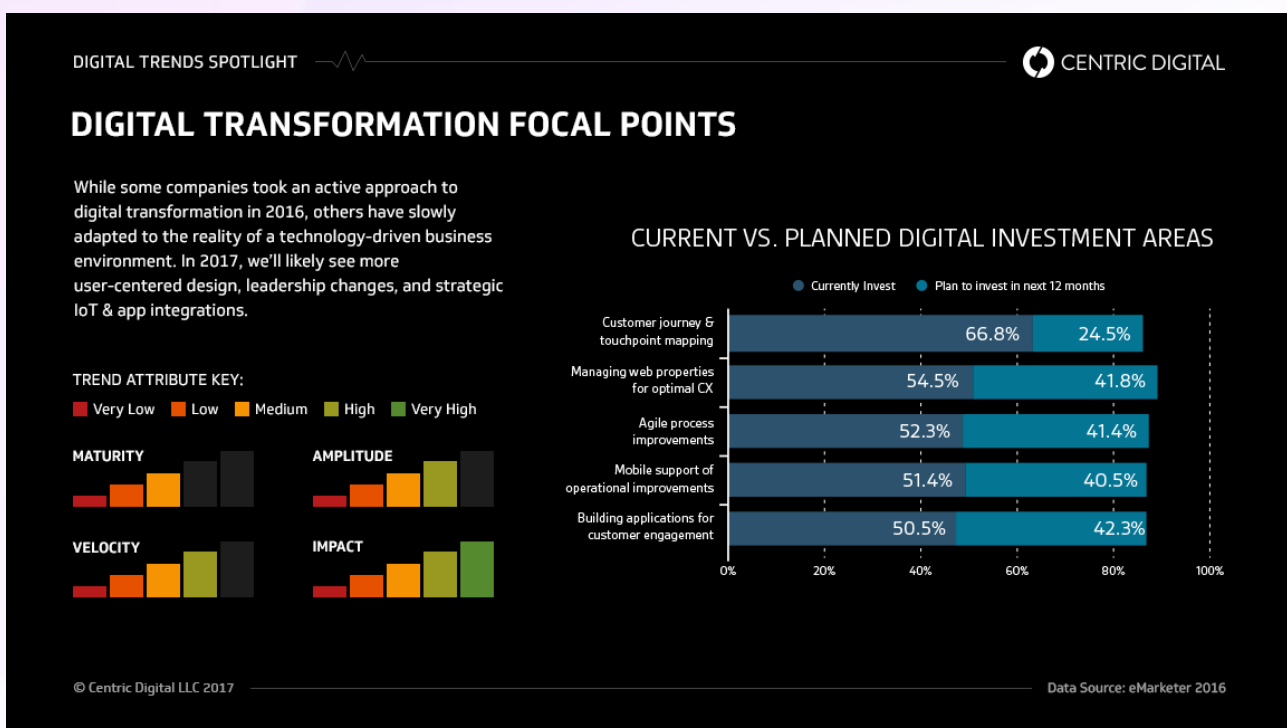 DIGITAL TRENDS SPOTLIGHT
CENTRIC DIGITAL
DIGITAL TRANSFORMATION FOCAL POINTS
While some companies took an active approach to
digital transformation in 2016, others have slowly
adapted to the reality of a technology-driven business
environment. In 2017, we'll likely see more
user-centered design, leadership changes, and strategic
IoT & app integrations.
TREND ATTRIBUTE KEY:
Very Low Low Medium High Very High
MATURITY AMPLITUDE
VELOCITY IMPACT
CURRENT VS. PLANNED DIGITAL INVESTMENT AREAS
Currently Invest Plan to invest in next 12 months
Customer journey &
touchpoint mapping
66.8% 24.5%
Managing web properties
for optimal CX
54.5% 41.8%
Agile process
improvements
52.3% 41.4%
Mobile support of
operational improvements
51.4% 40.5%
Building applications for
customer engagement
50.5% 42.3%
0% 20% 40% 60% 80% 100%
© Centric Digital LLC 2017
Data Source: eMarketer 2016